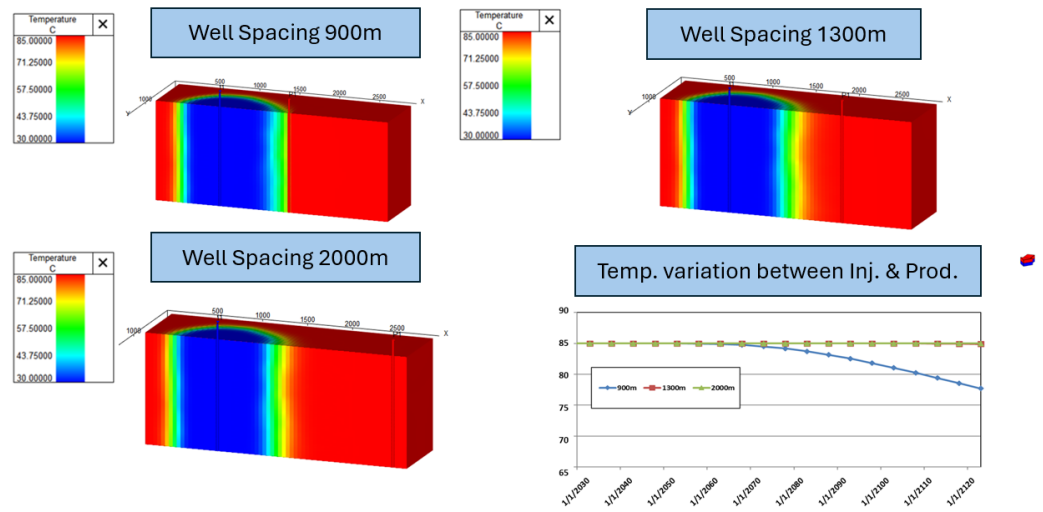 Temperature
C
X
85.00000
71.25000
57.50000
43.75000
30.00000
Well Spacing 900m
1000
500
1000
1500
2000
2500
X
Y
Temperature
C
X
85.00000
71.25000
57.50000
43.75000
30.00000
Well Spacing 1300m
1000
500
1000
1500
2000
2500
X
Y
Temperature
C
X
85.00000
71.25000
57.50000
43.75000
30.00000
Well Spacing 2000m
1000
500
1000
1500
2000
2500
X
Y
Temp. variation between Inj. & Prod.
90
85
80
75
70
65
900m 1300m 2000m
1/1/2030 1/1/2040 1/1/2050 1/1/2060 1/1/2070 1/1/2080 1/1/2090 1/1/2100 1/1/2110 1/1/2120